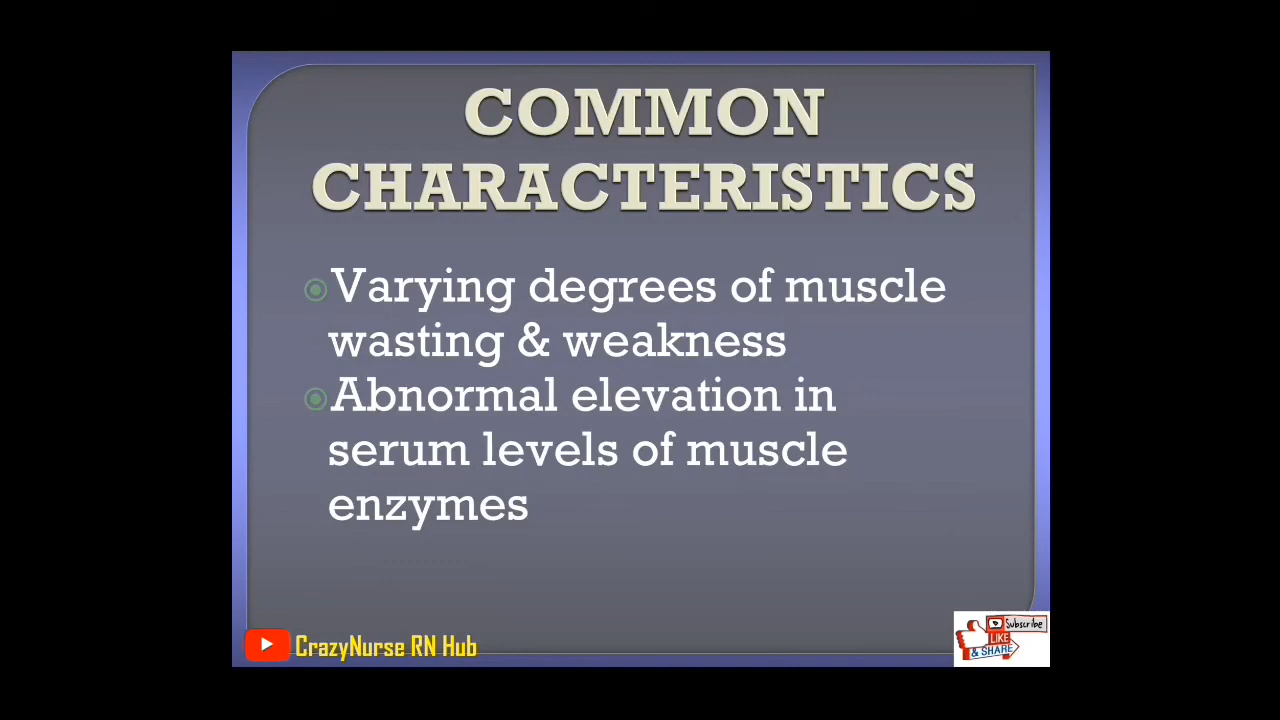 COMMON
CHARACTERISTICS
Varying degrees of muscle
wasting & weakness
Abnormal elevation in
serum levels of muscle
enzymes
CrazyNurse RN Hub
Subscribe
LIKE
& SHARE